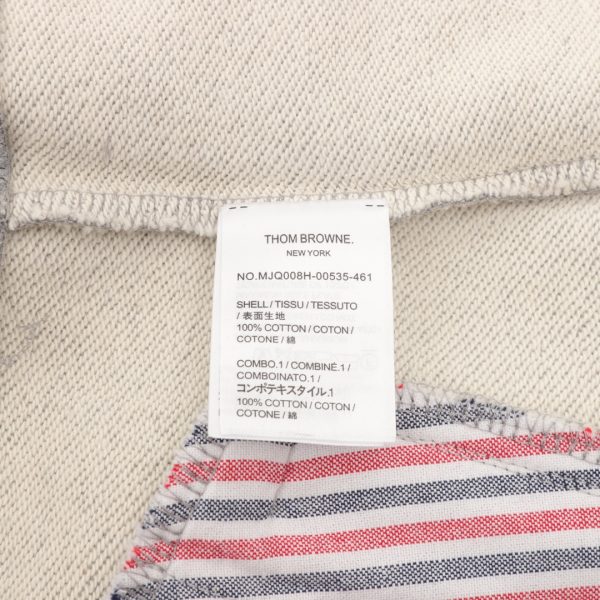 THOM BROWNE.
NEW YORK
NO.MJQ008H-00535-461
SHELL / TISSU / TESSUTO
/ 表面生地
100% COTTON / COTON /
COTONE / 綿
COMBO.1 / COMBINÉ.1 /
COMBOINATO.1 /
コンポテキスタイル.1
100% COTTON / COTON /
COTONE / 綿